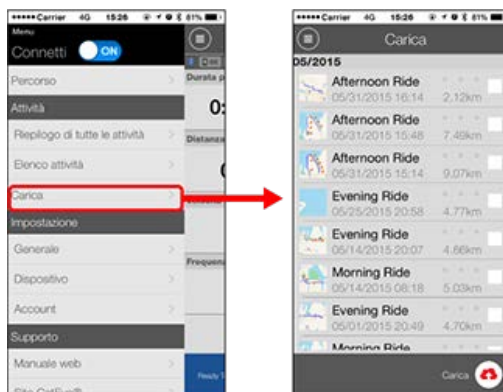 ●●●●● Carrier 4G 15:26 81%
Menu
Connetti ON
Percorso
Attività
Riepilogo di tutte le attività
Elenco attività
Carica
Impostazione
Generale
Dispositivo
Account
Supporto
Manuale web
Durata p
0:
Distanza
Ready T
●●●●● Carrier 4G 15:26 81%
Carica
05/2015
Afternoon Ride
05/31/2015 16:14 2.12km
Afternoon Ride
05/31/2015 15:48 7.49km
Afternoon Ride
05/31/2015 15:14 9.07km
Evening Ride
05/25/2015 20:58 4.77km
Evening Ride
05/14/2015 20:07 4.66km
Morning Ride
05/14/2015 08:18 5.03km
Evening Ride
05/01/2015 20:49 4.70km
Morning Ride
Carica